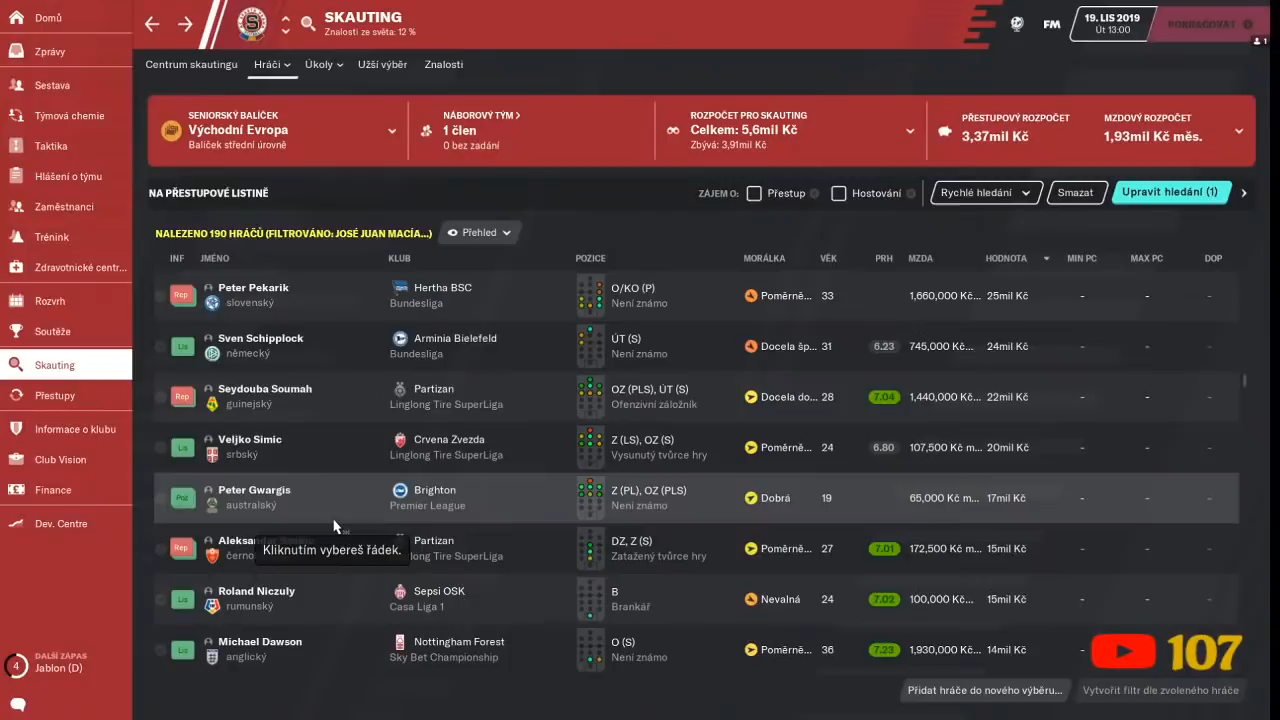 Domů
Zprávy
Sestava
Týmová chemie
Taktika
Hlášení o týmu
Zaměstnanci
Trénink
Zdravotnické centr...
Rozvrh
Soutěže
Skauting
Přestupy
Informace o klubu
Club Vision
Finance
Dev. Centre
4
DALŠÍ ZÁPAS
Jablon (D)
SKAUTING
Znalosti ze světa: 12 %
FM
19. LIS 2019
Út 13:00
POKRAČOVAT
1
Centrum skautingu Hráči Úkoly Užší výběr Znalosti
SENIORSKÝ BALÍČEK
Východní Evropa
Balíček střední úrovně
NÁBOROVÝ TÝM >
1 člen
0 bez zadání
ROZPOČET PRO SKAUTING
Celkem: 5,6mil Kč
Zbývá: 3,91mil Kč
PŘESTUPOVÝ ROZPOČET
3,37mil Kč
MZDOVÝ ROZPOČET
1,93mil Kč měs.
NA PŘESTUPOVÉ LISTINĚ
ZÁJEM O: Přestup Hostování
Rychlé hledání
Smazat
Upravit hledání (1)
NALEZENO 190 HRÁČŮ (FILTROVÁNO: JOSÉ JUAN MACÍA...) Přehled
INF JMÉNO KLUB POZICE MORÁLKA VĚK PRH MZDA HODNOTA MIN PC MAX PC DOP
Rep Peter Pekarik Hertha BSC O/KO (P) Poměrně... 33 1,660,000 Kč... 25mil Kč - - -
slovenský Bundesliga Není známo
Lis Sven Schipplock Arminia Bielefeld ÚT (S) Docela šp... 31 6.23 745,000 Kč... 24mil Kč - - -
německý Bundesliga Není známo
Rep Seydouba Soumah Partizan OZ (PLS), ÚT (S) Docela do... 28 7.04 1,440,000 Kč... 22mil Kč - - -
guinejský Linglong Tire SuperLiga Ofenzivní záložník
Lis Veljko Simic Crvena Zvezda Z (LS), OZ (S) Poměrně... 24 6.80 107,500 Kč m... 20mil Kč - - -
srbský Linglong Tire SuperLiga Vysunutý tvůrce hry
Poz Peter Gwargis Brighton Z (PL), OZ (PLS) Dobrá 19 65,000 Kč m... 17mil Kč - - -
australský Premier League Není známo
Rep Partizan DZ, Z (S) Poměrně... 27 7.01 172,500 Kč m... 15mil Kč - - -
Kliknutím vybereš řádek.
Tire SuperLiga Zatažený tvůrce hry
Lis Roland Niczuly Sepsi OSK B Nevalná 24 7.02 100,000 Kč... 15mil Kč - - -
rumunský Casa Liga 1 Brankář
Lis Michael Dawson Nottingham Forest O (S) Poměrně... 36 7.23 1,930,000 Kč... 14mil Kč -
anglický Sky Bet Championship Není známo
107
Přidat hráče do nového výběru...
Vytvořit filtr dle zvoleného hráče